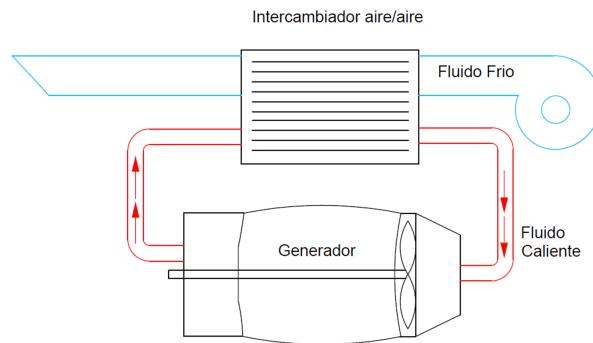 Intercambiador aire/aire
Fluido Frio
Generador
Fluido
Caliente